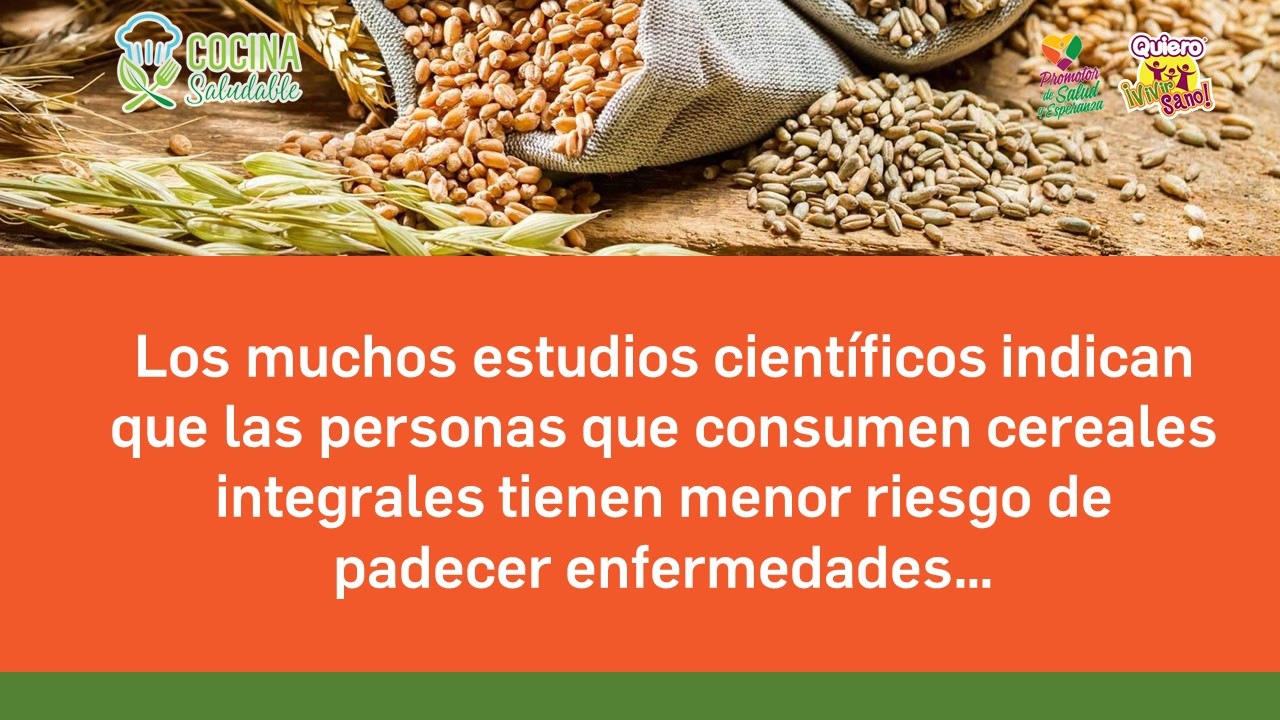 COCINA
Saludable
Promotor
de Salud
y Esperanza
Quiero
¡Vivir
Sano!
Los muchos estudios científicos indican
que las personas que consumen cereales
integrales tienen menor riesgo de
padecer enfermedades...